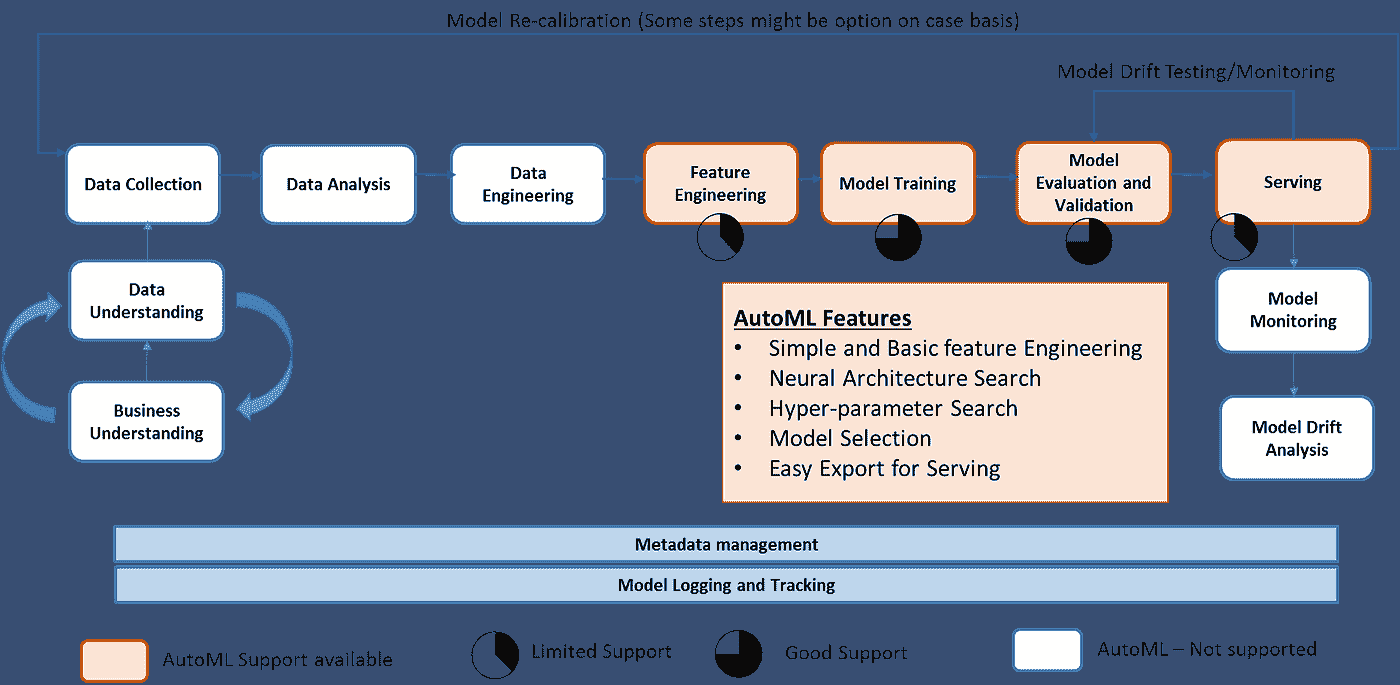 Model Re-calibration (Some steps might be option on case basis)
Model Drift Testing/Monitoring
Data Collection
Data Analysis
Data
Engineering
Feature
Engineering
Model Training
Model
Evaluation and
Validation
Serving
Data
Understanding
Business
Understanding
Model
Monitoring
Model Drift
Analysis
AutoML Features
• Simple and Basic feature Engineering
• Neural Architecture Search
• Hyper-parameter Search
• Model Selection
• Easy Export for Serving
Metadata management
Model Logging and Tracking
AutoML Support available
Limited Support
Good Support
AutoML – Not supported